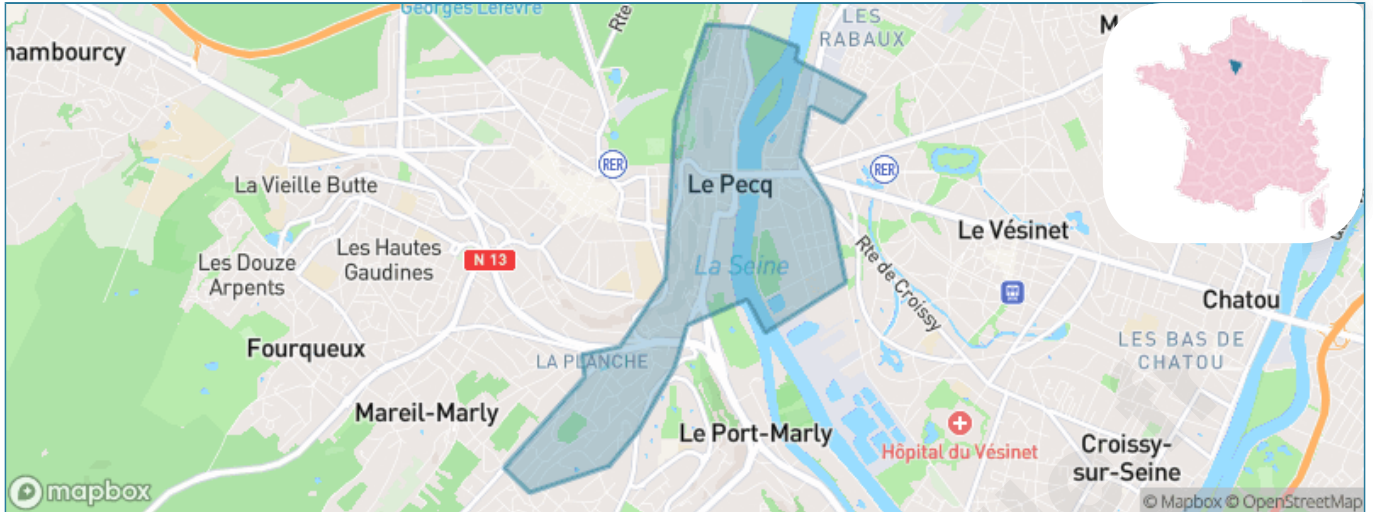 Georges Lefèvre
Rte
LES
RABAUX
hambourcy
RER
RER
La Vieille Butte
Le Pecq
Le Vésinet
Les Hautes
Gaudines
N 13
Les Douze
Arpents
La Seine
Rte de Croissy
Chatou
LES BAS DE
CHATOU
Fourqueux
LA PLANCHE
Mareil-Marly
Le Port-Marly
Hôpital du Vésinet
Croissy-
sur-Seine
mapbox
© Mapbox © OpenStreetMap